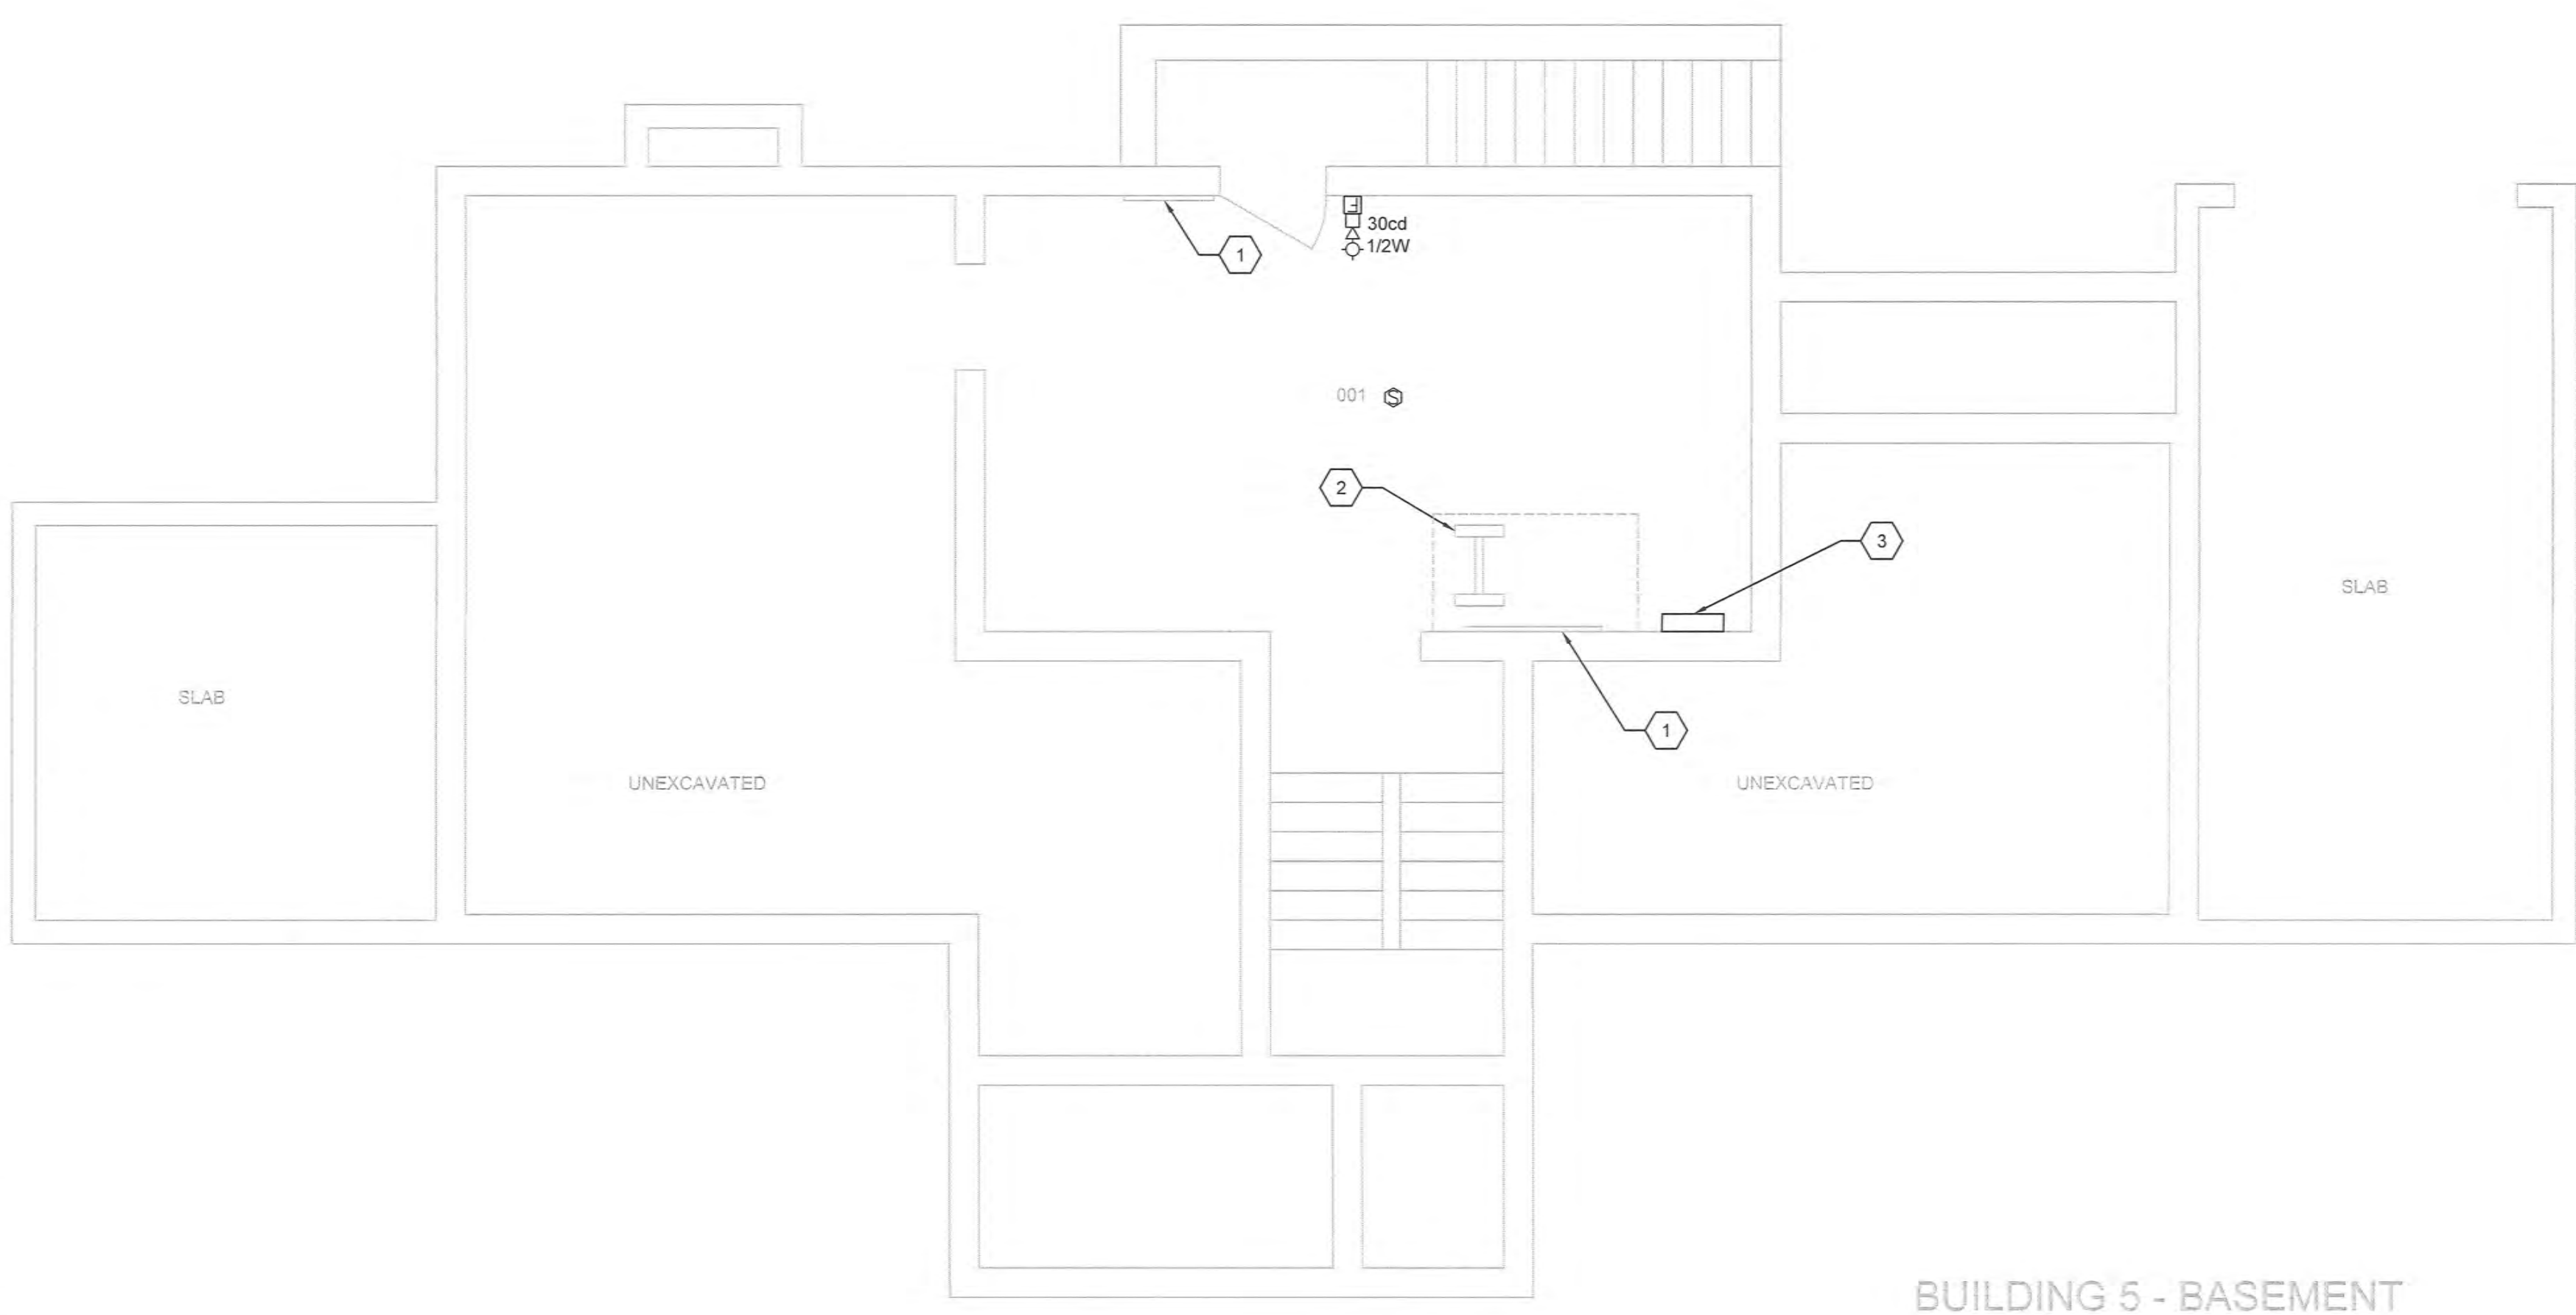 F
30cd
1/2W
1
001 S
2
3
SLAB
SLAB
1
UNEXCAVATED
UNEXCAVATED
BUILDING 5 - BASEMENT